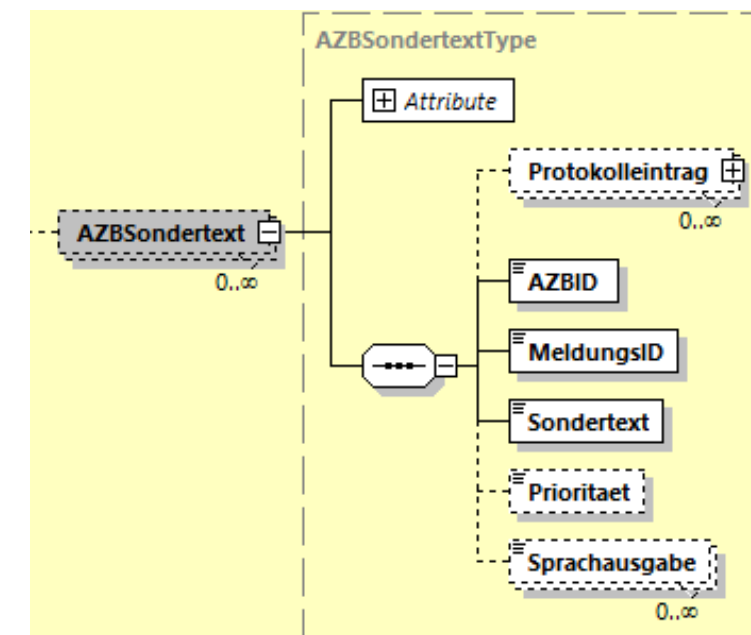 AZBSondertextType
Attribute
Protokolleintrag
0..∞
AZBSondertext
0..∞
AZBID
MeldungsID
Sondertext
Prioritaet
Sprachausgabe
0..∞